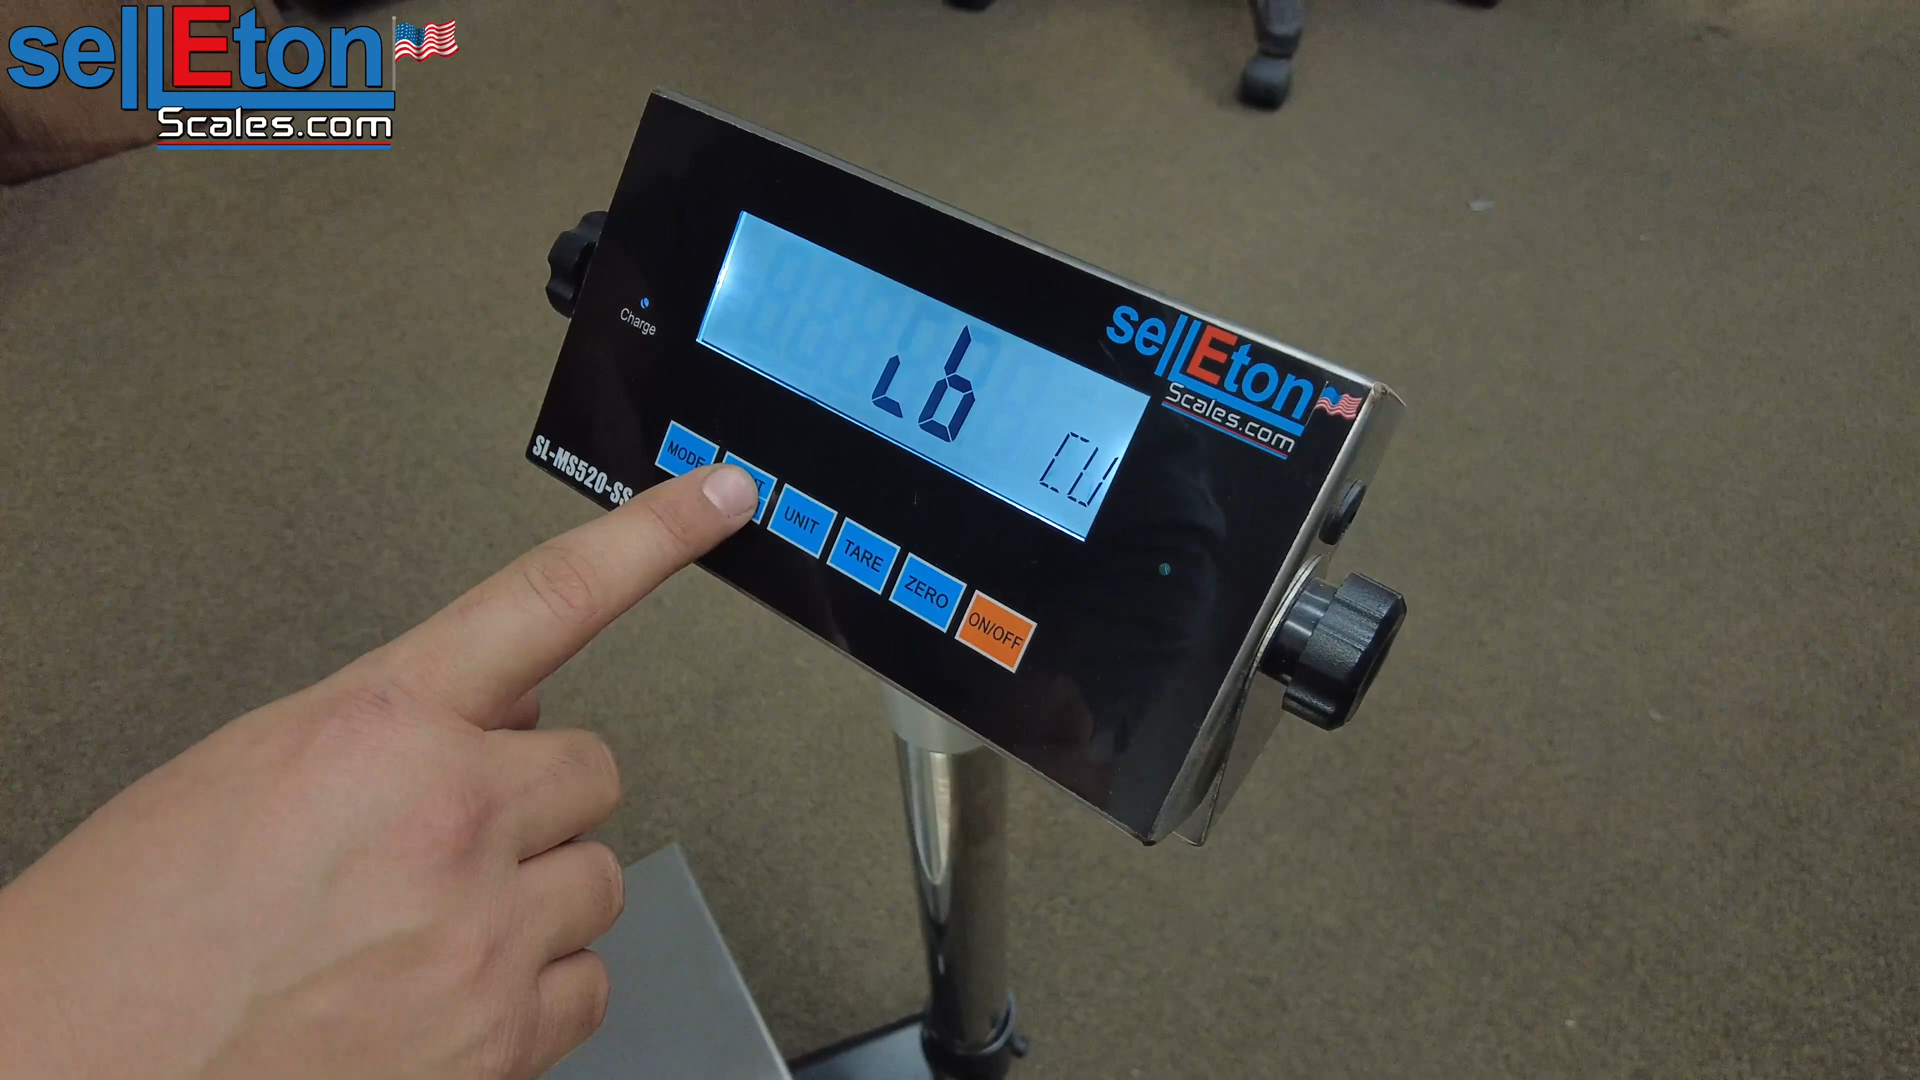 sellEton
Scales.com
sellEton
Scales.com
Charge
Lb
SL-MS520-SS
MODE
UNIT
TARE
ZERO
ON/OFF